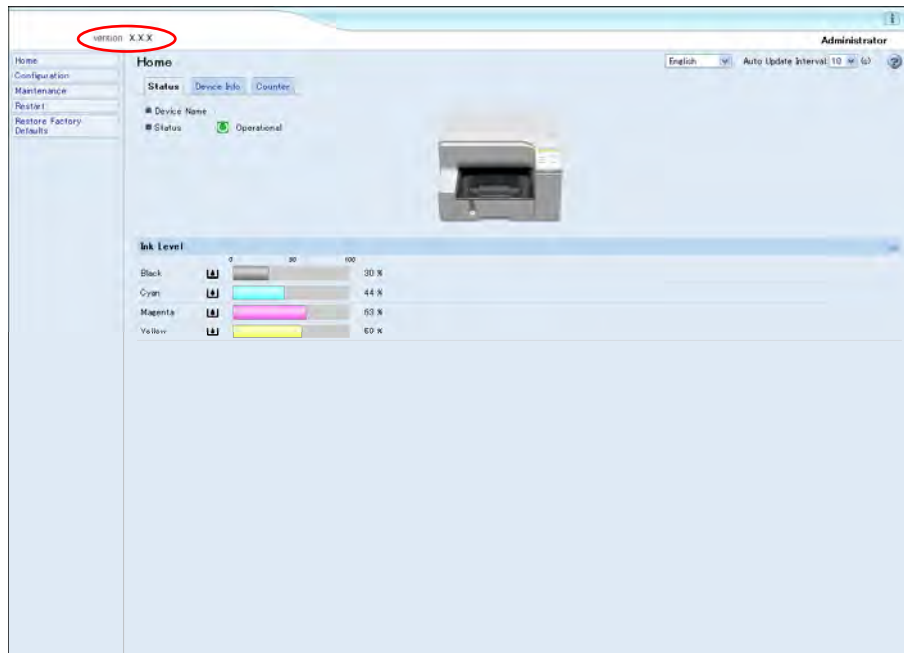 version X.X.X
Administrator
Home
Configuration
Maintenance
Restart
Restore Factory
Defaults
Home
English
Auto Update Interval 10 (s)
Status Device Info Counter
Device Name
Status Operational
Ink Level
0 50 100
Black 30 %
Cyan 44 %
Magenta 63 %
Yellow 60 %